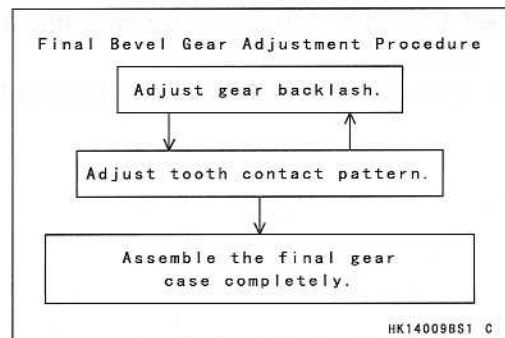 Final Bevel Gear Adjustment Procedure
Adjust gear backlash.
Adjust tooth contact pattern.
Assemble the final gear
case completely.
HK14009BS1 C